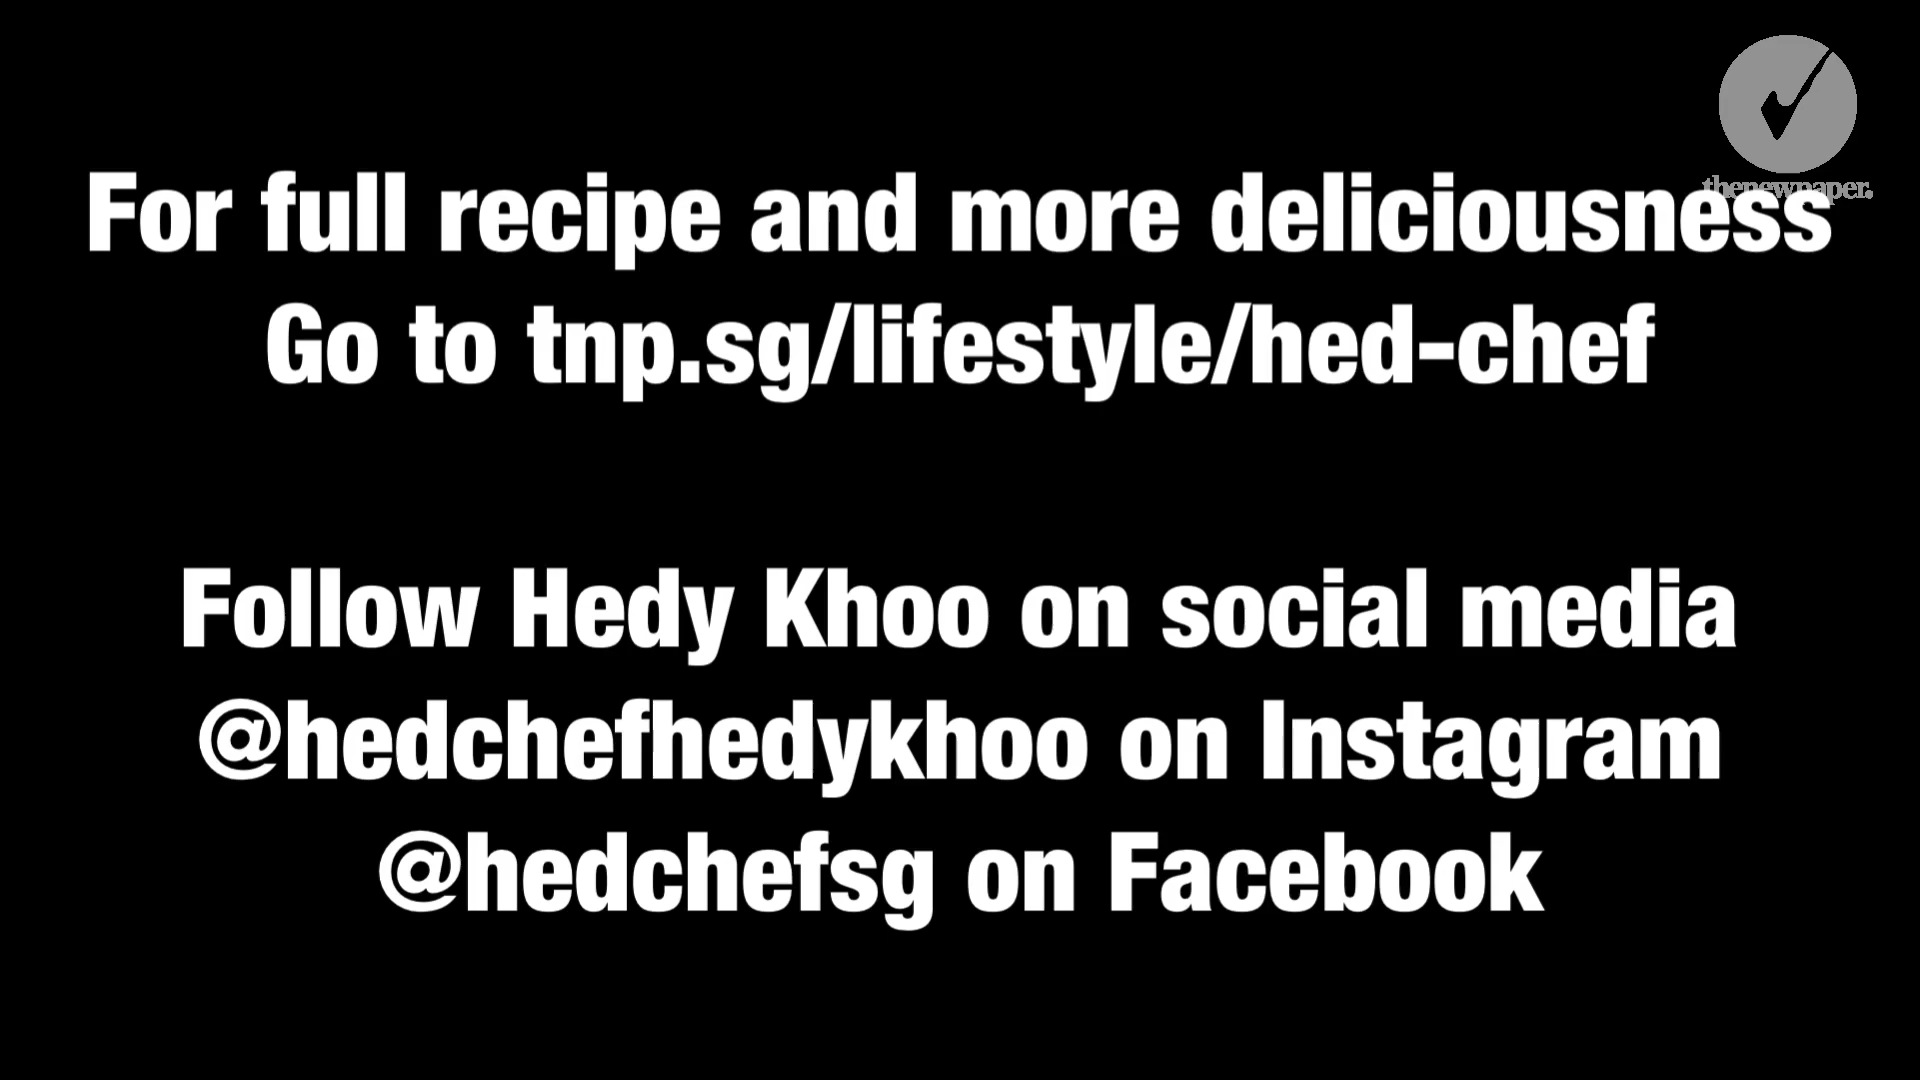 thenewpaper.
For full recipe and more deliciousness
Go to tnp.sg/lifestyle/hed-chef
Follow Hedy Khoo on social media
@hedchefhedykhoo on Instagram
@hedchefsg on Facebook